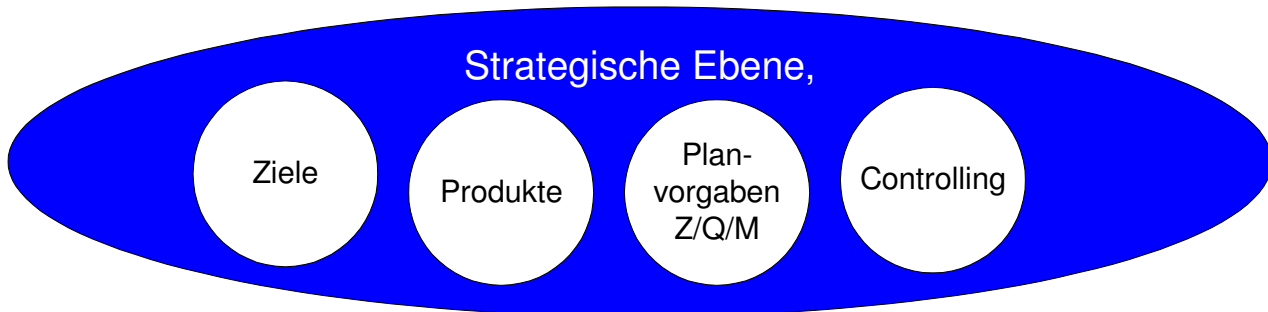 Strategische Ebene,
Ziele
Produkte
Plan-
vorgaben
Z/Q/M
Controlling